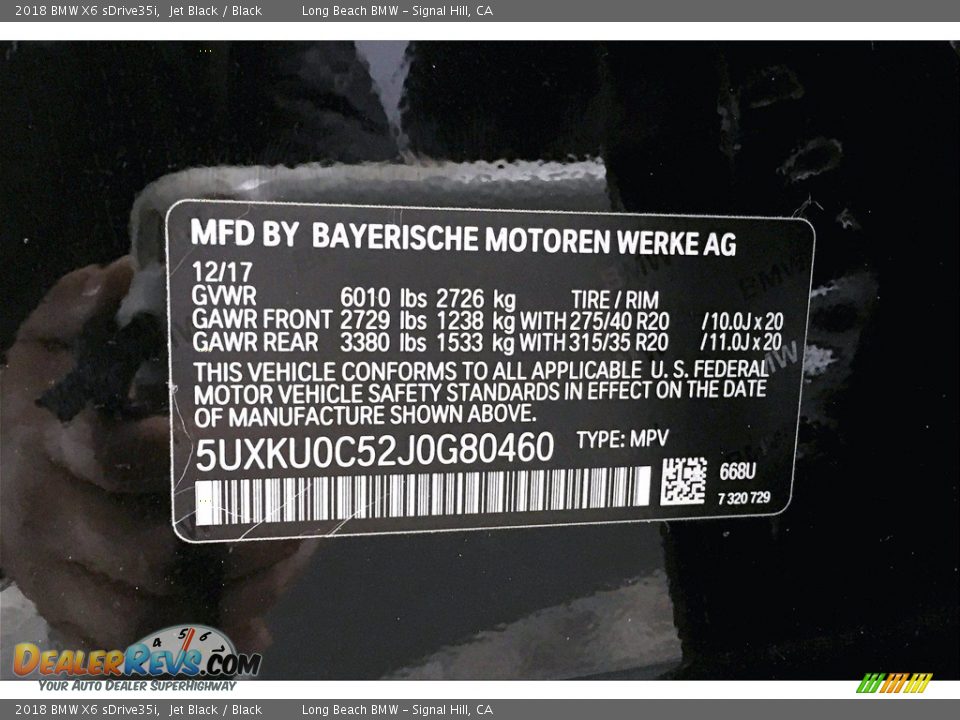 2018 BMW X6 sDrive35i, Jet Black / Black Long Beach BMW - Signal Hill, CA
MFD BY BAYERISCHE MOTOREN WERKE AG
12/17
GVWR 6010 lbs 2726 kg TIRE / RIM
GAWR FRONT 2729 lbs 1238 kg WITH 275/40 R20 / 10.0J x 20
GAWR REAR 3380 lbs 1533 kg WITH 315/35 R20 / 11.0J x 20
THIS VEHICLE CONFORMS TO ALL APPLICABLE U. S. FEDERAL
MOTOR VEHICLE SAFETY STANDARDS IN EFFECT ON THE DATE
OF MANUFACTURE SHOWN ABOVE.
5UXKU0C52J0G80460 TYPE: MPV
668U
7 320 729
4 5 6
DEALERREVS.COM
YOUR AUTO DEALER SUPERHIGHWAY
2018 BMW X6 sDrive35i, Jet Black / Black Long Beach BMW - Signal Hill, CA